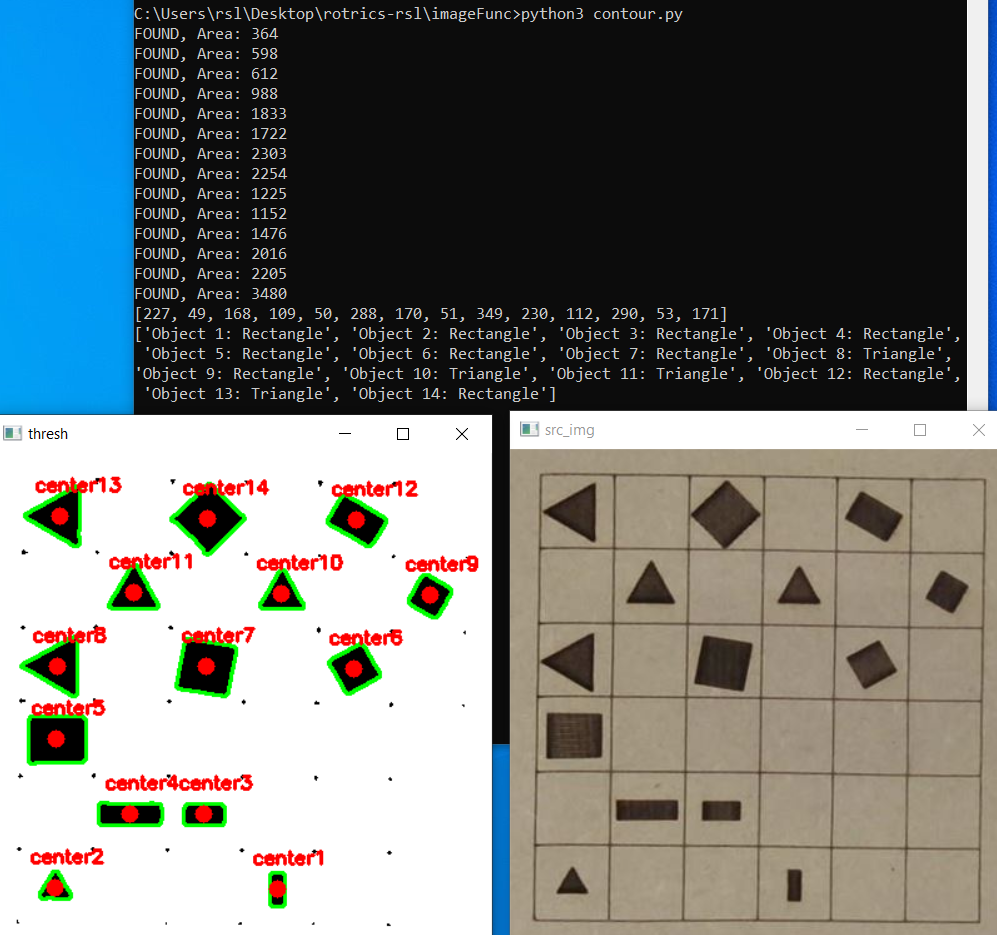 C:\Users\rsl\Desktop\rotrics-rsl\imageFunc>python3 contour.py
FOUND, Area: 364
FOUND, Area: 598
FOUND, Area: 612
FOUND, Area: 988
FOUND, Area: 1833
FOUND, Area: 1722
FOUND, Area: 2303
FOUND, Area: 2254
FOUND, Area: 1225
FOUND, Area: 1152
FOUND, Area: 1476
FOUND, Area: 2016
FOUND, Area: 2205
FOUND, Area: 3480
[227, 49, 168, 109, 50, 288, 170, 51, 349, 230, 112, 290, 53, 171]
['Object 1: Rectangle', 'Object 2: Rectangle', 'Object 3: Rectangle', 'Object 4: Rectangle',
'Object 5: Rectangle', 'Object 6: Rectangle', 'Object 7: Rectangle', 'Object 8: Triangle',
'Object 9: Rectangle', 'Object 10: Triangle', 'Object 11: Triangle', 'Object 12: Rectangle',
'Object 13: Triangle', 'Object 14: Rectangle']
thresh
center13 center14 center12
center11 center10 center9
center8 center7 center6
center5
center4center3
center2 center1
src_img